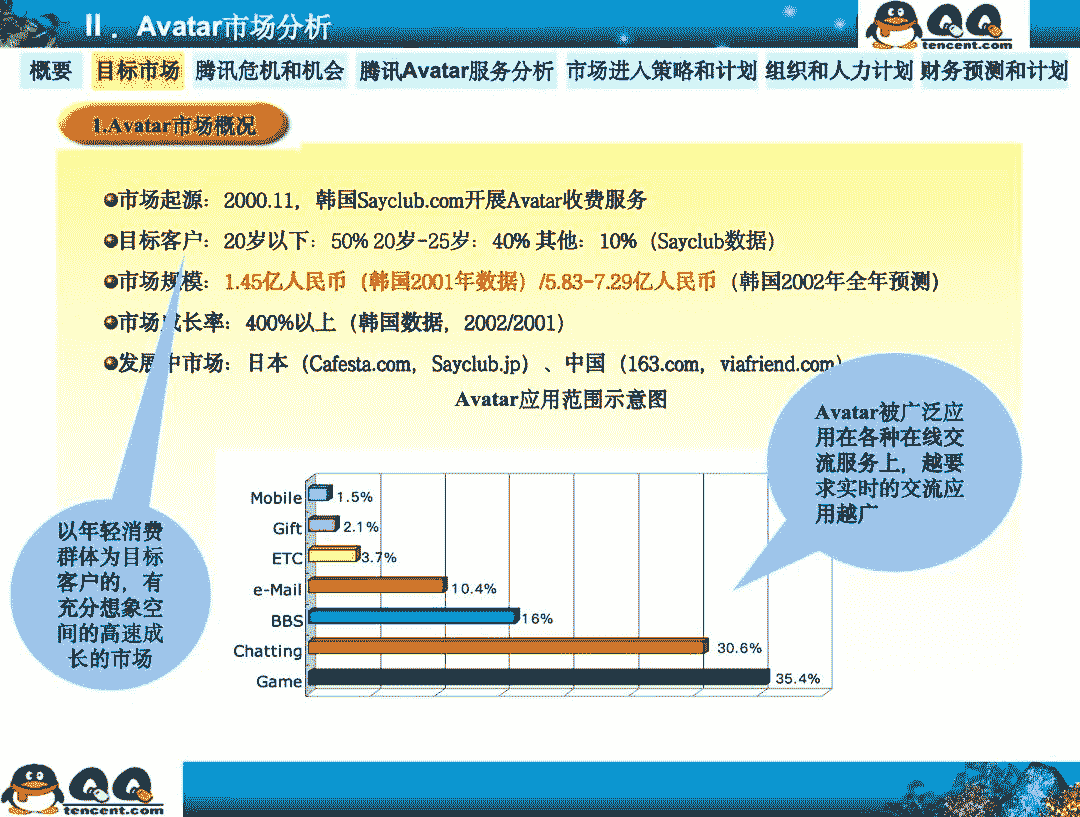 II．Avatar市场分析
QQ
tencent.com
概要 目标市场 腾讯危机和机会 腾讯Avatar服务分析 市场进入策略和计划 组织和人力计划 财务预测和计划
1.Avatar市场概况
市场起源：2000.11，韩国Sayclub.com开展Avatar收费服务
目标客户：20岁以下：50% 20岁-25岁：40% 其他：10%（Sayclub数据）
市场规模：1.45亿人民币（韩国2001年数据）/5.83-7.29亿人民币（韩国2002年全年预测）
市场成长率：400%以上（韩国数据，2002/2001）
发展中市场：日本（Cafesta.com，Sayclub.jp）、中国（163.com，viafriend.com）
Avatar应用范围示意图
Avatar被广泛应
用在各种在线交
流服务上，越要
求实时的交流应
用越广
Mobile 1.5%
Gift 2.1%
ETC 3.7%
e-Mail 10.4%
BBS 16%
Chatting 30.6%
Game 35.4%
以年轻消费
群体为目标
客户的，有
充分想象空
间的高速成
长的市场
QQ
tencent.com